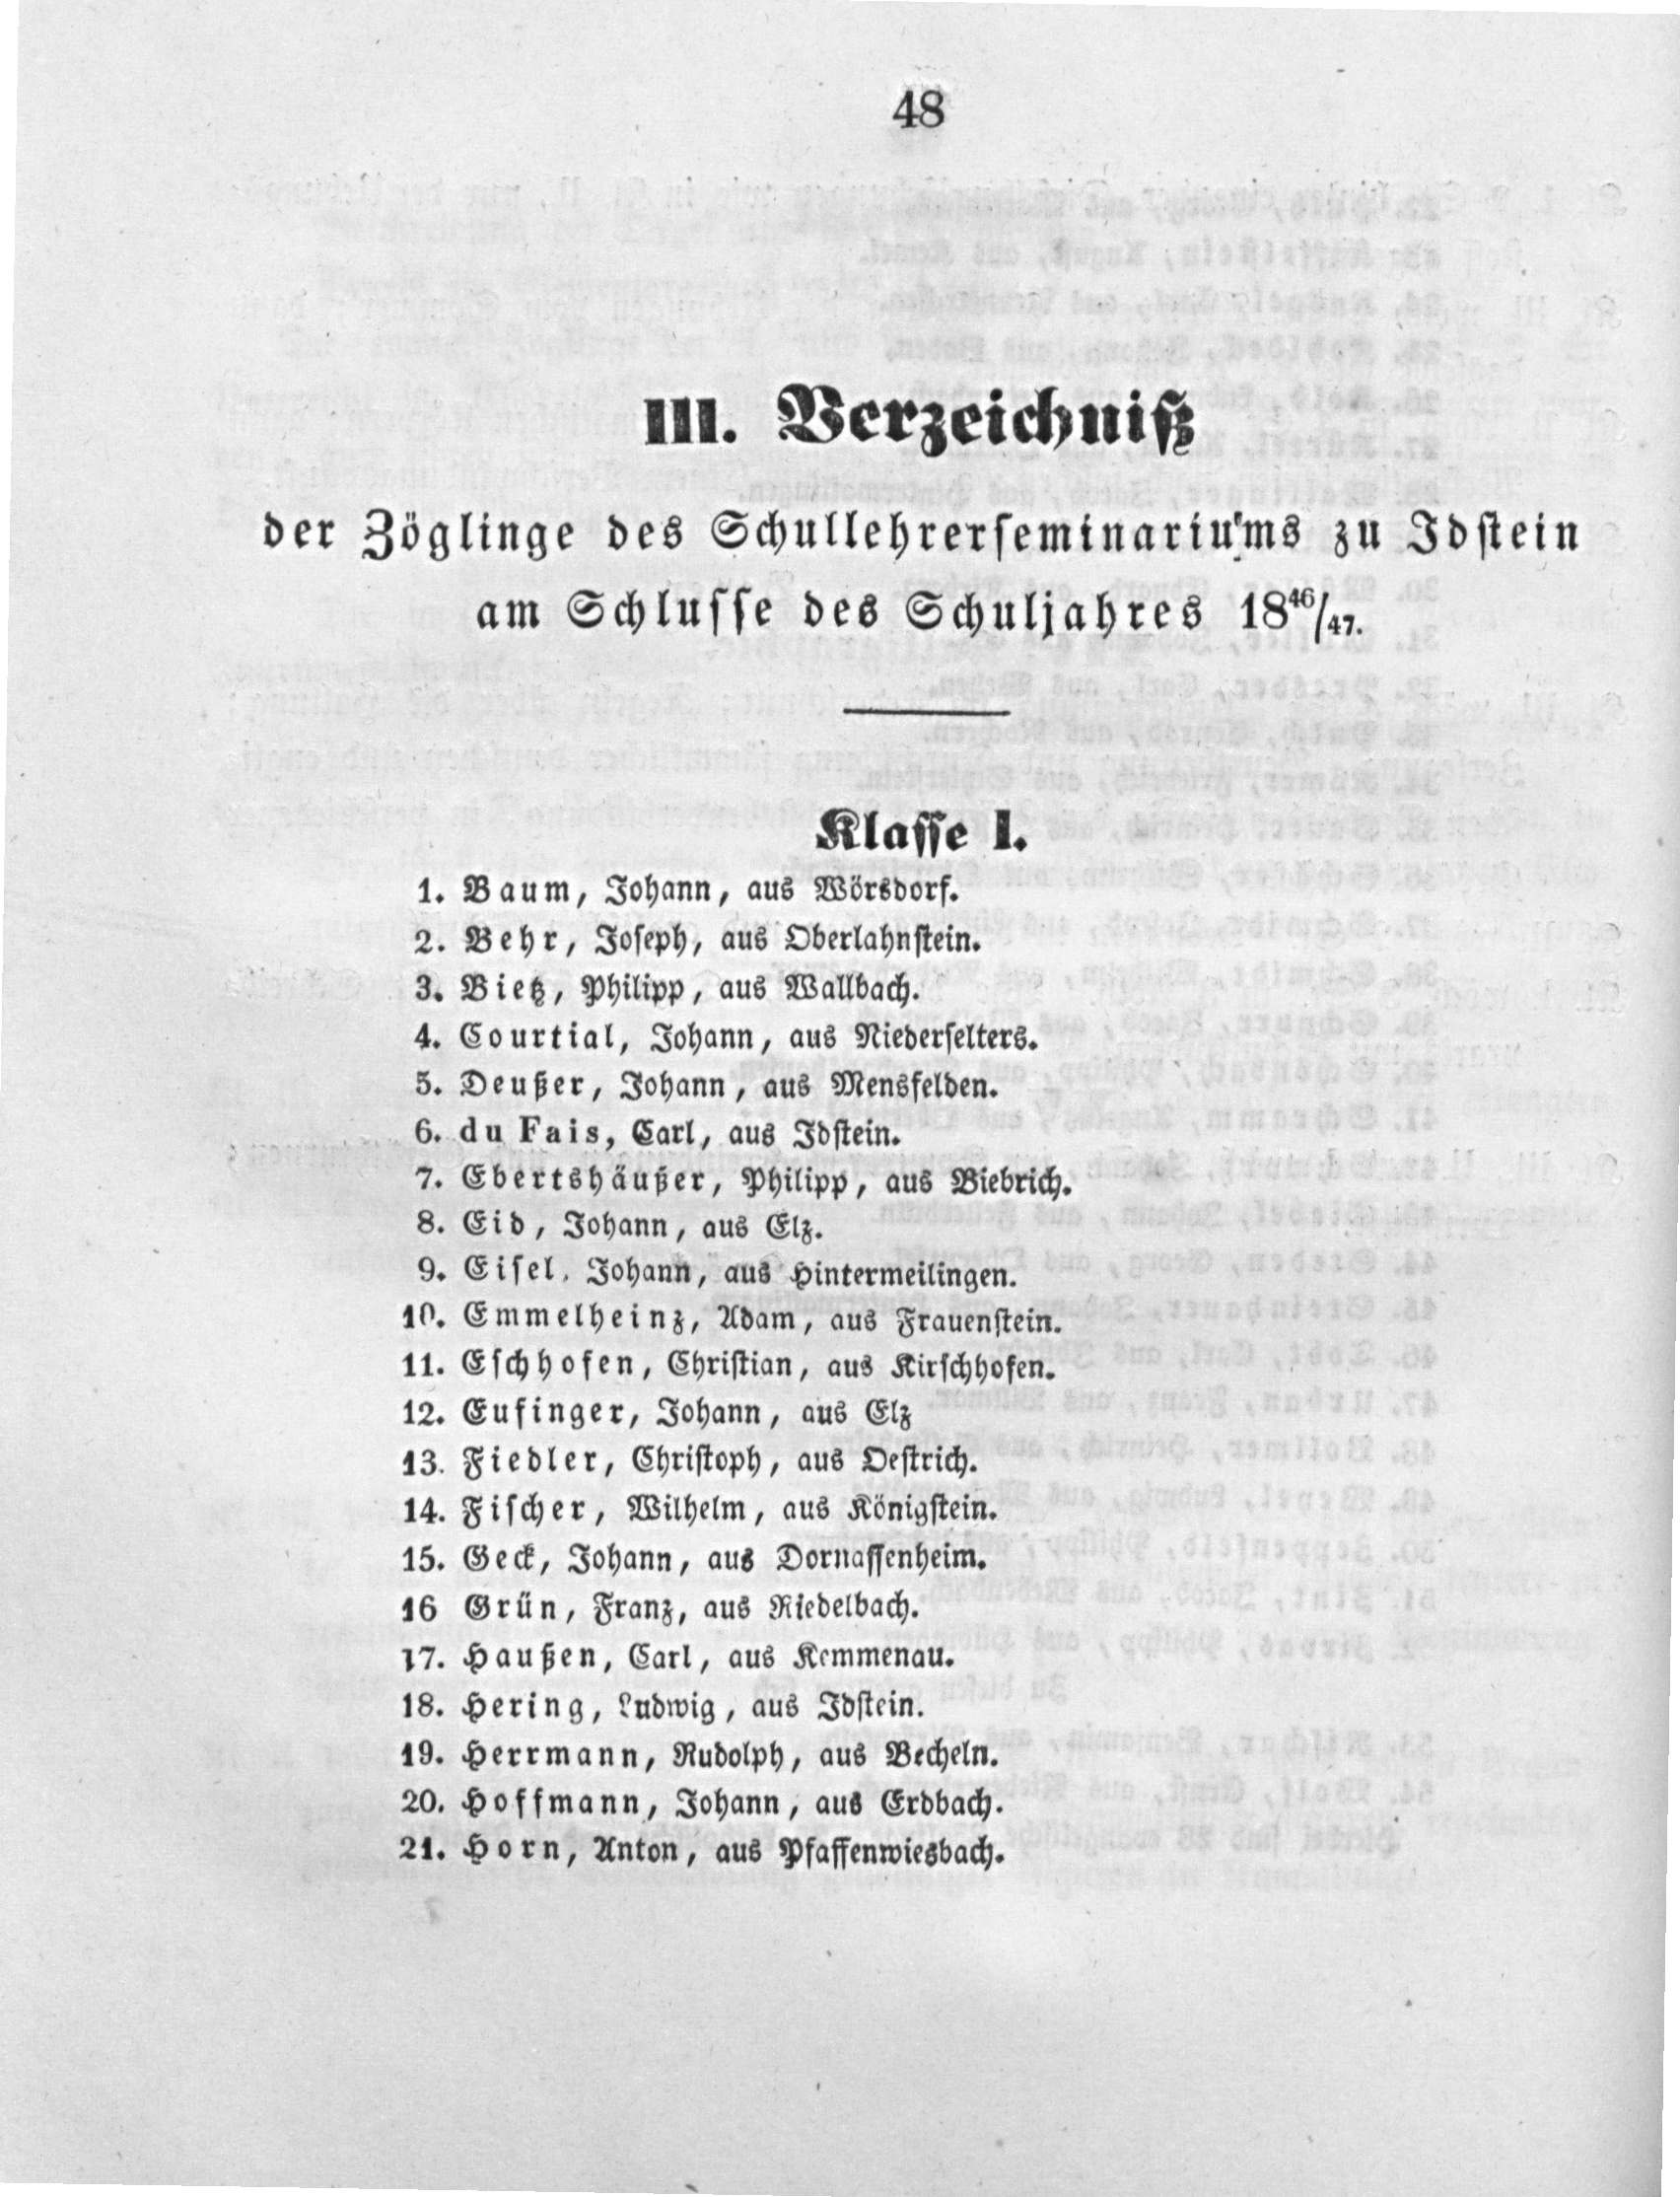 48
III. Verzeichniß
der Zöglinge des Schullehrerseminariums zu Idstein
am Schlusse des Schuljahres 18⁴⁶/₄₇.
Klasse I.
1. Baum, Johann, aus Wörsdorf.
2. Behr, Joseph, aus Oberlahnstein.
3. Bietz, Philipp, aus Wallbach.
4. Courtial, Johann, aus Niederselters.
5. Deußer, Johann, aus Mensfelden.
6. du Fais, Carl, aus Idstein.
7. Ebertshäußer, Philipp, aus Biebrich.
8. Eid, Johann, aus Elz.
9. Eisel, Johann, aus Hintermeilingen.
10. Emmelheinz, Adam, aus Frauenstein.
11. Eschhofen, Christian, aus Kirschhofen.
12. Eufinger, Johann, aus Elz
13. Fiedler, Christoph, aus Oestrich.
14. Fischer, Wilhelm, aus Königstein.
15. Geck, Johann, aus Dornassenheim.
16 Grün, Franz, aus Riedelbach.
17. Haußen, Carl, aus Kemmenau.
18. Hering, Ludwig, aus Idstein.
19. Herrmann, Rudolph, aus Becheln.
20. Hoffmann, Johann, aus Erdbach.
21. Horn, Anton, aus Pfaffenwiesbach.